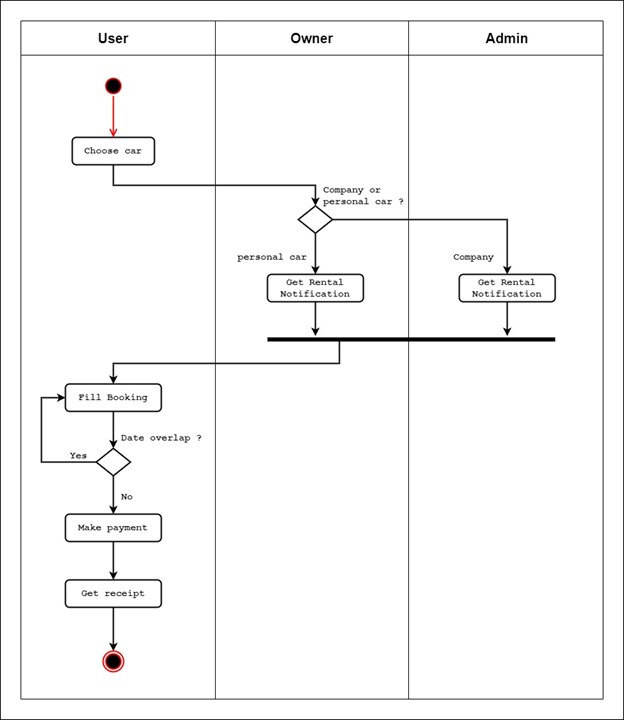 User Owner Admin
Choose car
Company or
personal car ?
personal car
Company
Get Rental
Notification
Get Rental
Notification
Fill Booking
Date overlap ?
Yes
No
Make payment
Get receipt